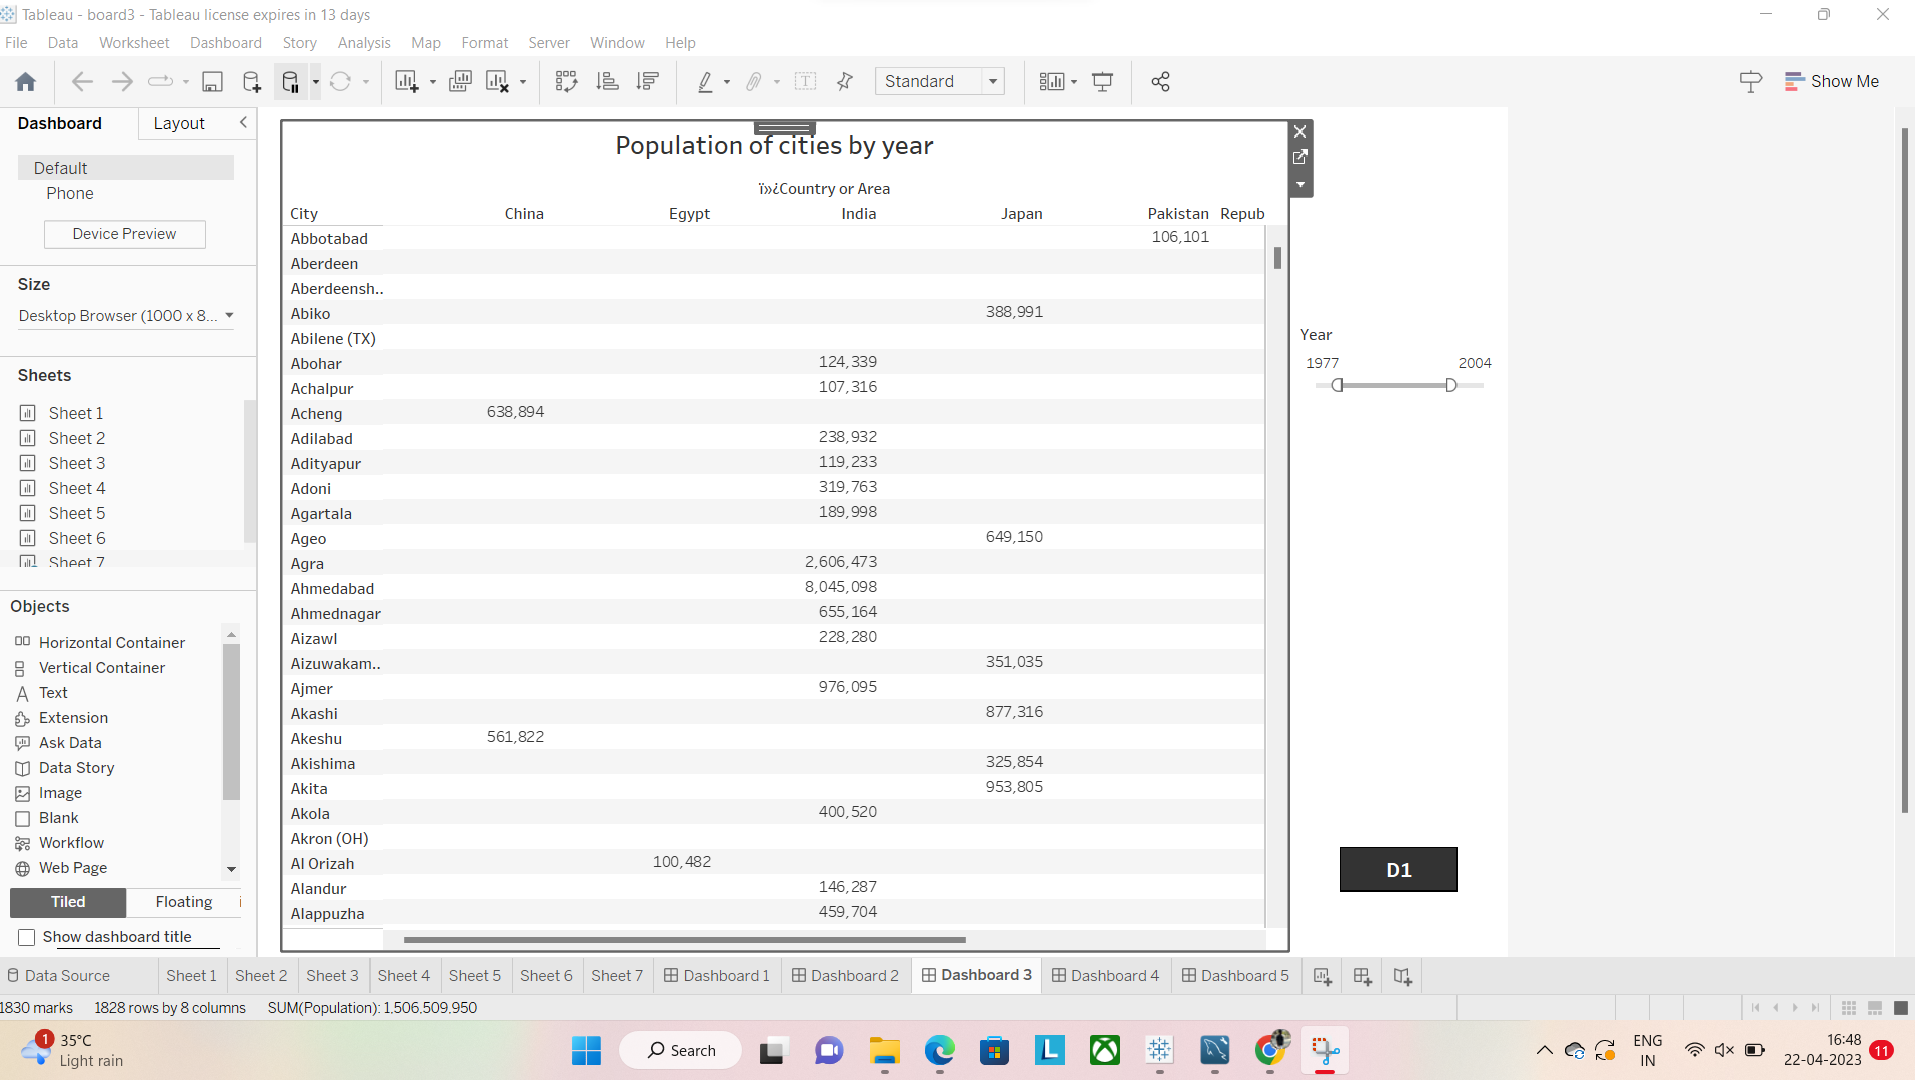 Tableau - board3 - Tableau license expires in 13 days
File Data Worksheet Dashboard Story Analysis Map Format Server Window Help
Standard
Show Me
Dashboard Layout
Default
Phone
Device Preview
Size
Desktop Browser (1000 x 8...
Sheets
Sheet 1
Sheet 2
Sheet 3
Sheet 4
Sheet 5
Sheet 6
Sheet 7
Objects
Horizontal Container
Vertical Container
Text
Extension
Ask Data
Data Story
Image
Blank
Workflow
Web Page
Tiled Floating
Show dashboard title
Population of cities by year
ï»¿Country or Area
City China Egypt India Japan Pakistan Repub
Abbotabad 106,101
Aberdeen
Aberdeensh..
Abiko 388,991
Abilene (TX)
Abohar 124,339
Achalpur 107,316
Acheng 638,894
Adilabad 238,932
Adityapur 119,233
Adoni 319,763
Agartala 189,998
Ageo 649,150
Agra 2,606,473
Ahmedabad 8,045,098
Ahmednagar 655,164
Aizawl 228,280
Aizuwakam.. 351,035
Ajmer 976,095
Akashi 877,316
Akeshu 561,822
Akishima 325,854
Akita 953,805
Akola 400,520
Akron (OH)
Al Orizah 100,482
Alandur 146,287
Alappuzha 459,704
Year
1977 2004
D1
Data Source Sheet 1 Sheet 2 Sheet 3 Sheet 4 Sheet 5 Sheet 6 Sheet 7 Dashboard 1 Dashboard 2 Dashboard 3 Dashboard 4 Dashboard 5
1830 marks 1828 rows by 8 columns SUM(Population): 1,506,509,950
1
35°C
Light rain
Search
L
ENG
IN
16:48
22-04-2023
11